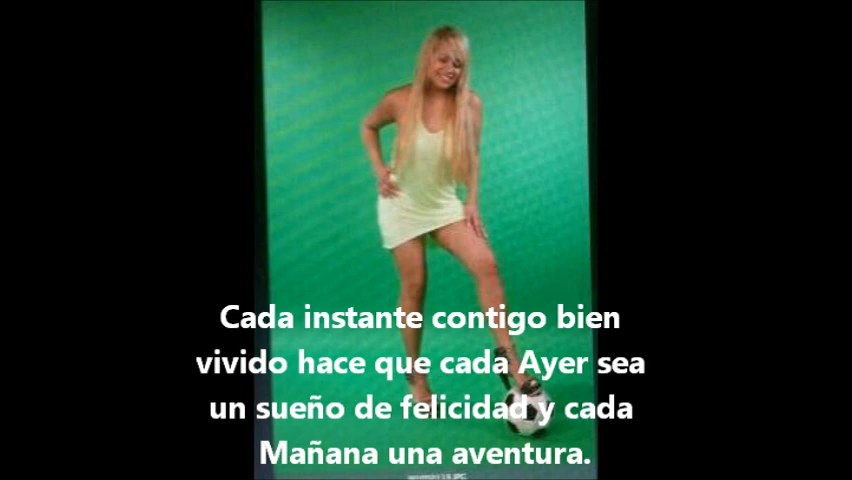 Cada instante contigo bien
vivido hace que cada Ayer sea
un sueño de felicidad y cada
Mañana una aventura.